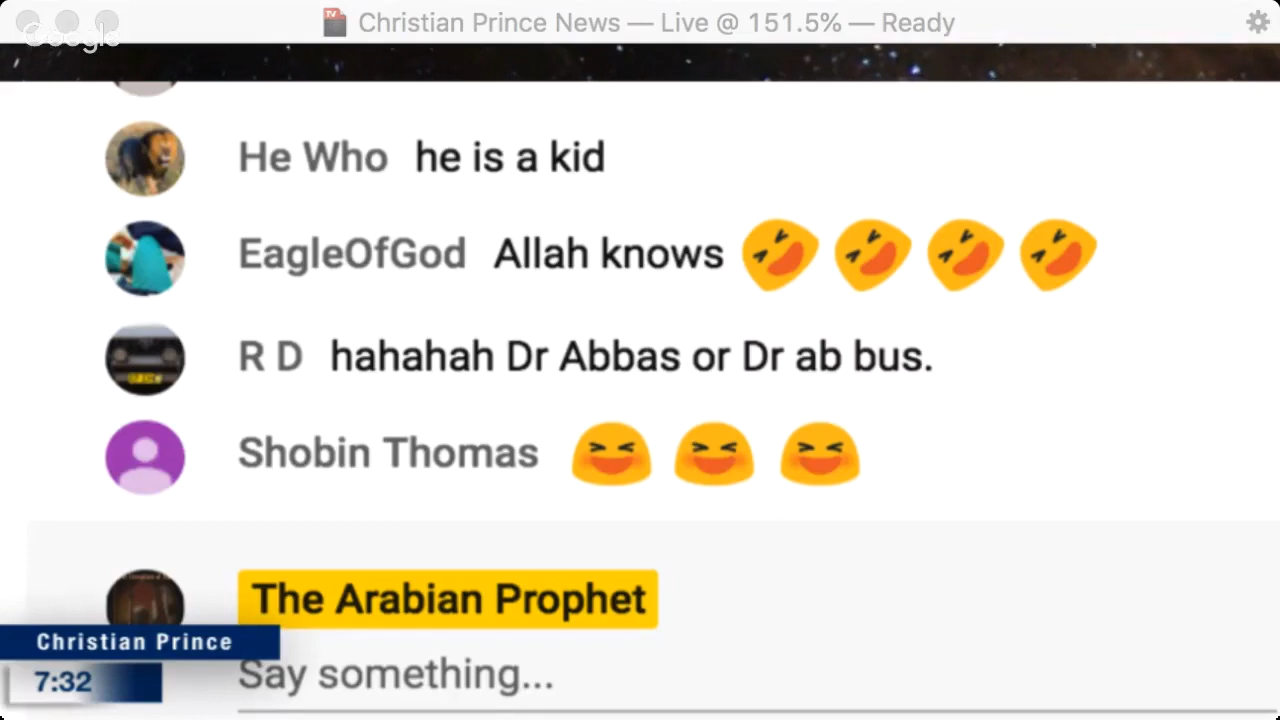 Christian Prince News — Live @ 151.5% — Ready
Google
He Who he is a kid
EagleOfGod Allah knows 🤣🤣🤣🤣
R D hahahah Dr Abbas or Dr ab bus.
Shobin Thomas 😆😆😆
The Arabian Prophet
Christian Prince
Say something...
7:32